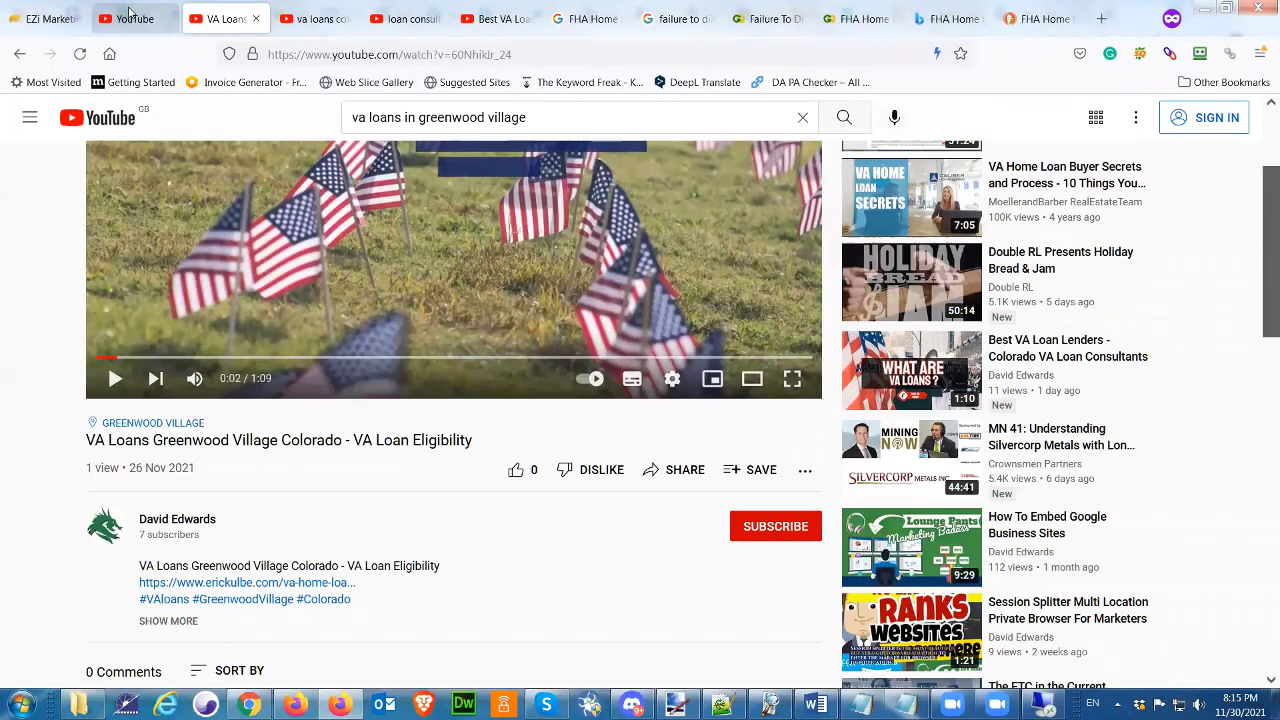 EZi Market
YouTube
VA Loans
va loans co
youtube
Best VA Loa
FHA Home
failure to d
Failure To
FHA Home
FHA Home
https://www.youtube.com/watch?v=60Nhiklr_24
Most Visited
Getting Started
Invoice Generator - Fr...
Web Slice Gallery
Suggested Sites
The Keyword Freak - K...
DeepL Translate
DA PA Checker – All ...
Other Bookmarks
YouTube
GB
va loans in greenwood village
SIGN IN
0:02
1:09
GREENWOOD VILLAGE
VA Loans Greenwood Village Colorado - VA Loan Eligibility
1 view • 26 Nov 2021
0
DISLIKE
SHARE
SAVE
David Edwards
7 subscribers
SUBSCRIBE
VA Loans Greenwood Village Colorado - VA Loan Eligibility
https://www.erickulbe.com/va-home-loa...
#VAloans #GreenwoodVillage #Colorado
SHOW MORE
0 Comments
SORT BY
51:24
VA HOME
LOAN
SECRETS
CALIBER
7:05
VA Home Loan Buyer Secrets
and Process - 10 Things You...
MoellerandBarber RealEstateTeam
100K views • 4 years ago
HOLIDAY
BREAD
& JAM
50:14
Double RL Presents Holiday
Bread & Jam
Double RL
5.1K views • 5 days ago
New
WHAT ARE
VA LOANS ?
1:10
Best VA Loan Lenders -
Colorado VA Loan Consultants
David Edwards
11 views • 1 day ago
New
MINING
NOW
SILVERCORP METALS INC
44:41
MN 41: Understanding
Silvercorp Metals with Lon...
Crownsmen Partners
5.4K views • 6 days ago
New
Lounge Pants
Marketing Badass
9:29
How To Embed Google
Business Sites
David Edwards
112 views • 1 month ago
RANKS
WEBSITES
1:21
Session Splitter Multi Location
Private Browser For Marketers
David Edwards
9 views • 2 weeks ago
The FTC in the Current
EN
8:15 PM
11/30/2021